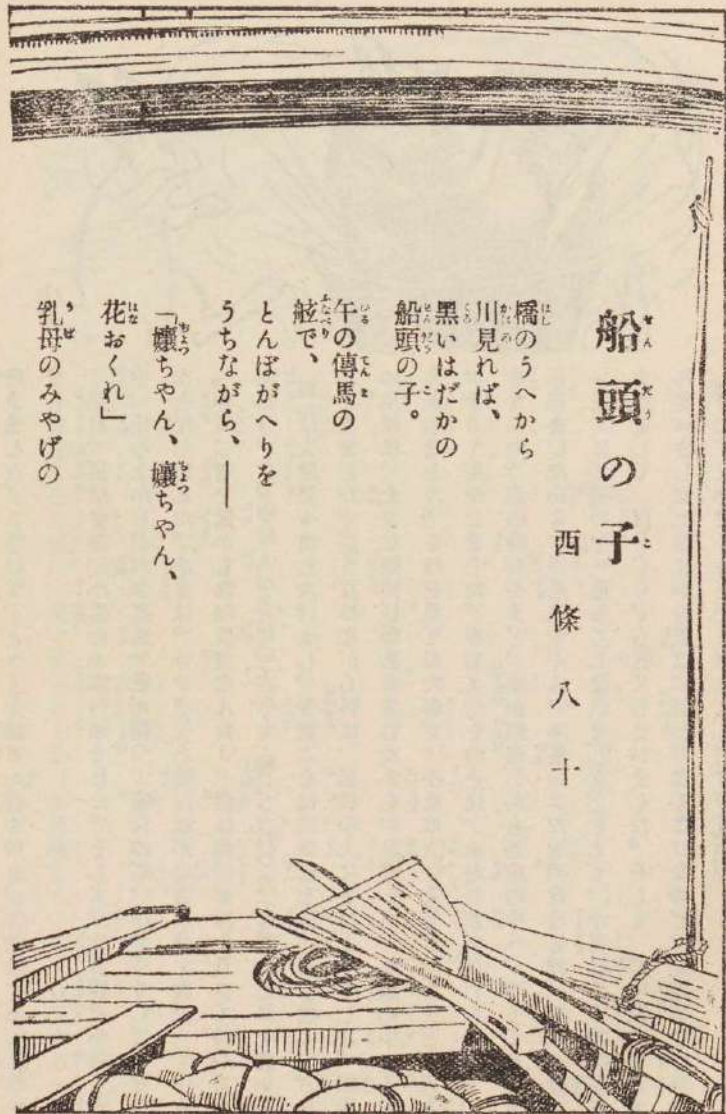 船頭の子
西條八十
橋のうへから
川見れば、
黑いはだかの
船頭の子。
午の傳馬の
舷で、
とんぼがへりを
うちながら、――
「孃ちやん、孃ちやん、
花おくれ」
乳母のみやげの